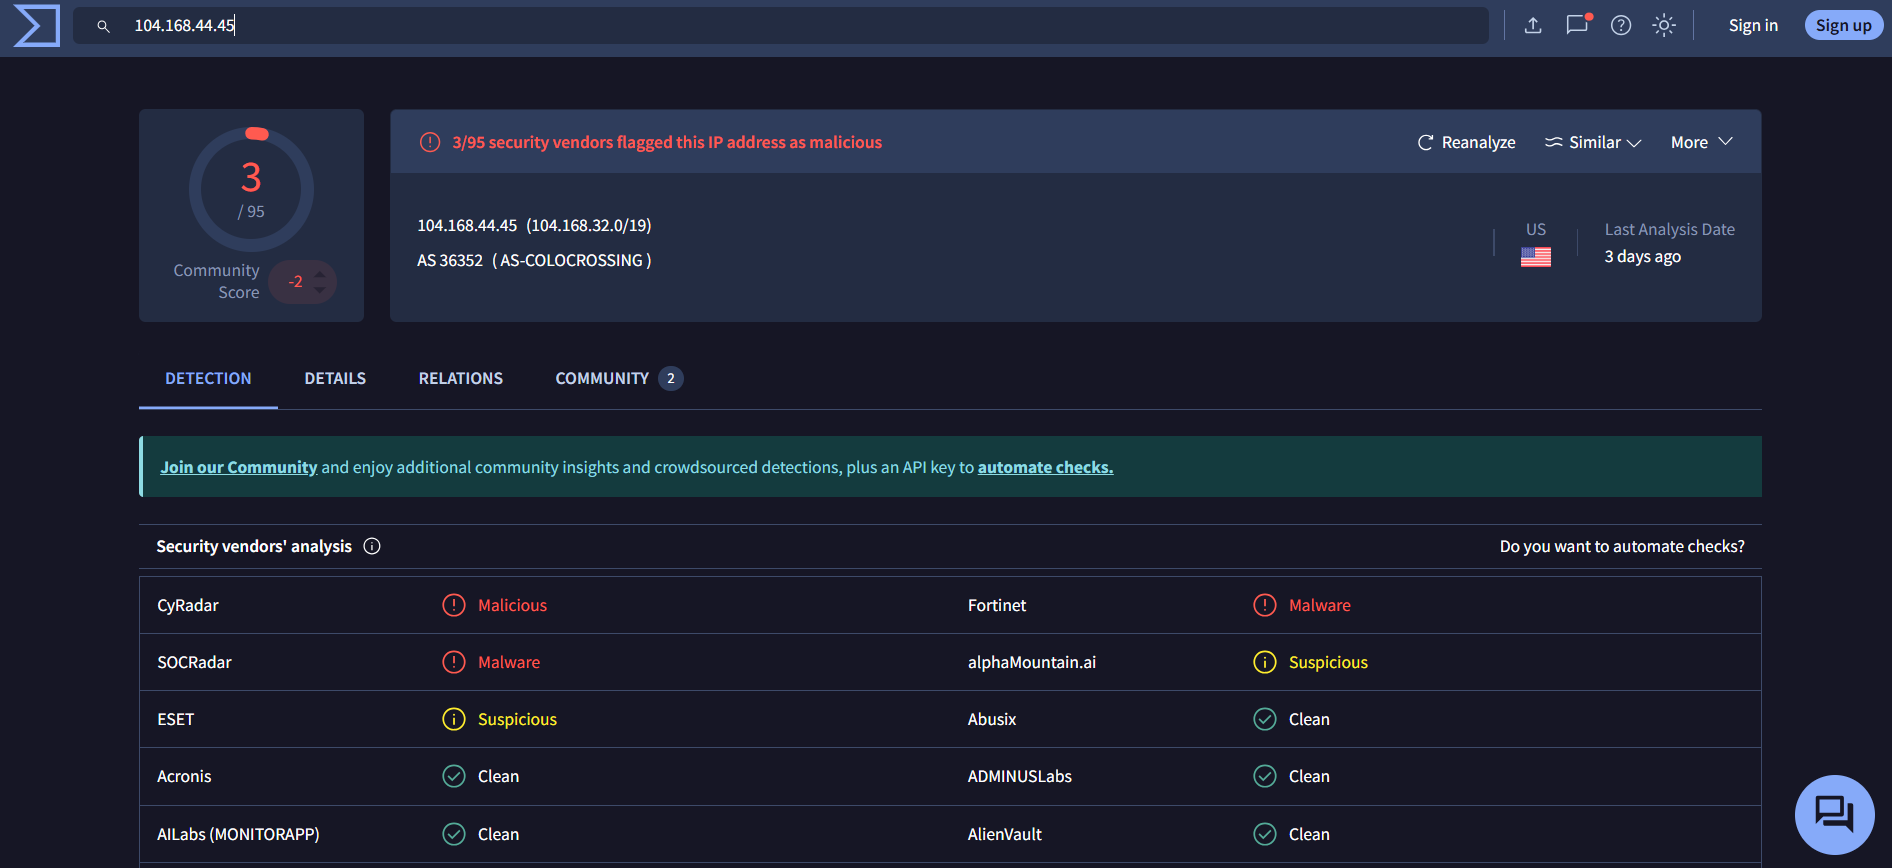 104.168.44.45
Sign in
Sign up
3
/ 95
Community
Score
-2
3/95 security vendors flagged this IP address as malicious
Reanalyze
Similar
More
104.168.44.45 (104.168.32.0/19)
AS 36352 ( AS-COLOCROSSING )
US
Last Analysis Date
3 days ago
DETECTION
DETAILS
RELATIONS
COMMUNITY 2
Join our Community and enjoy additional community insights and crowdsourced detections, plus an API key to automate checks.
Security vendors' analysis
Do you want to automate checks?
CyRadar Malicious Fortinet Malware
SOCRadar Malware alphaMountain.ai Suspicious
ESET Suspicious Abusix Clean
Acronis Clean ADMINUSLabs Clean
AILabs (MONITORAPP) Clean AlienVault Clean